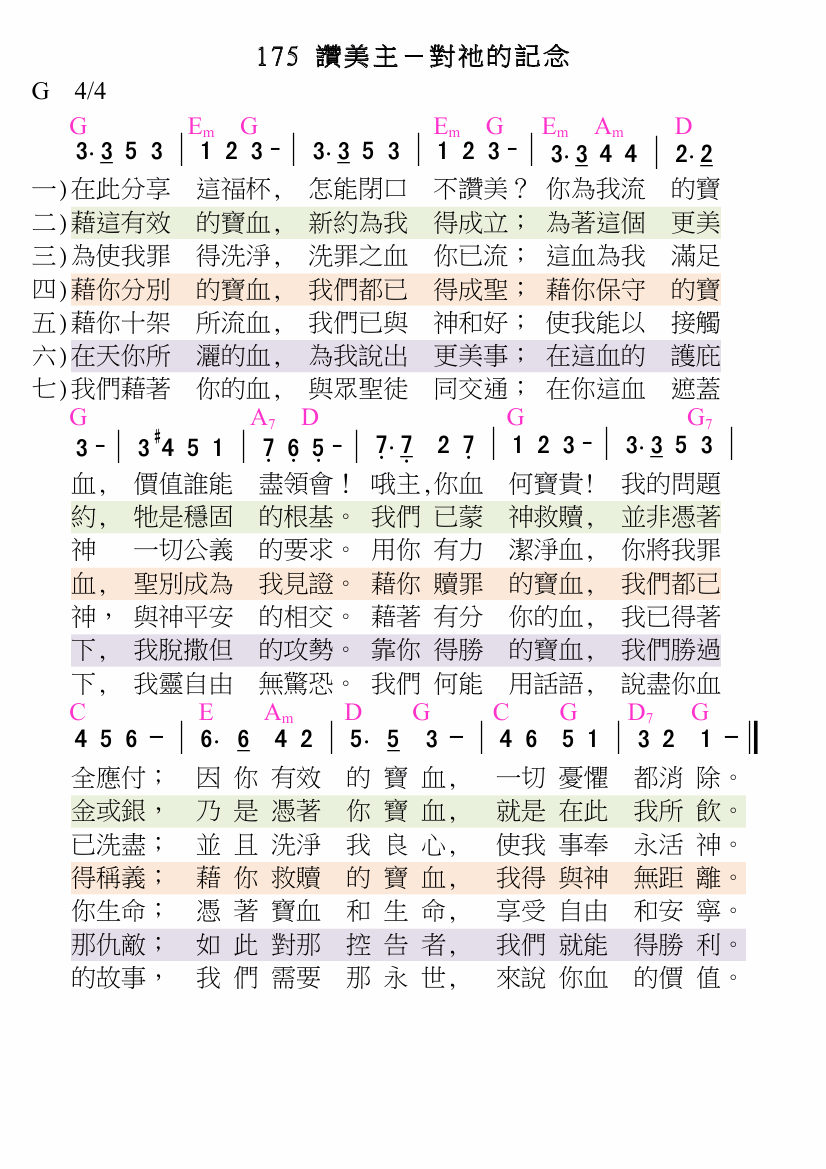 175 讚美主－對祂的記念
G 4/4
G Em G Em G Em Am D
3. 3 5 3 | 1 2 3 - | 3. 3 5 3 | 1 2 3 - | 3. 3 4 4 | 2. 2
一)在此分享 這福杯, 怎能閉口 不讚美？ 你為我流 的寶
二)藉這有效 的寶血, 新約為我 得成立； 為著這個 更美
三)為使我罪 得洗淨, 洗罪之血 你已流； 這血為我 滿足
四)藉你分別 的寶血, 我們都已 得成聖； 藉你保守 的寶
五)藉你十架 所流血, 我們已與 神和好； 使我能以 接觸
六)在天你所 灑的血, 為我說出 更美事； 在這血的 護庇
七)我們藉著 你的血, 與眾聖徒 同交通； 在你這血 遮蓋
G A7 D G G7
3 - | 3 #4 5 1 | 7̣ 6̣ 5̣ - | 7̣. 7̣ 2 7̣ | 1 2 3 - | 3. 3 5 3 |
血, 價值誰能 盡領會！ 哦主,你血 何寶貴! 我的問題
約, 牠是穩固 的根基。 我們 已蒙 神救贖, 並非憑著
神 一切公義 的要求。 用你 有力 潔淨血, 你將我罪
血, 聖別成為 我見證。 藉你 贖罪 的寶血, 我們都已
神， 與神平安 的相交。 藉著 有分 你的血, 我已得著
下, 我脫撒但 的攻勢。 靠你 得勝 的寶血, 我們勝過
下, 我靈自由 無驚恐。 我們 何能 用話語, 說盡你血
C E Am D G C G D7 G
4 5 6 - | 6. 6 4 2 | 5. 5 3 - | 4 6 5 1 | 3 2 1 - ‖
全應付； 因 你 有效 的 寶 血, 一切 憂懼 都消 除。
金或銀， 乃 是 憑著 你 寶 血, 就是 在此 我所 飲。
已洗盡； 並 且 洗淨 我 良 心, 使我 事奉 永活 神。
得稱義； 藉 你 救贖 的 寶 血, 我得 與神 無距 離。
你生命； 憑 著 寶血 和 生 命, 享受 自由 和安 寧。
那仇敵； 如 此 對那 控 告 者, 我們 就能 得勝 利。
的故事， 我 們 需要 那 永 世, 來說 你血 的價 值。